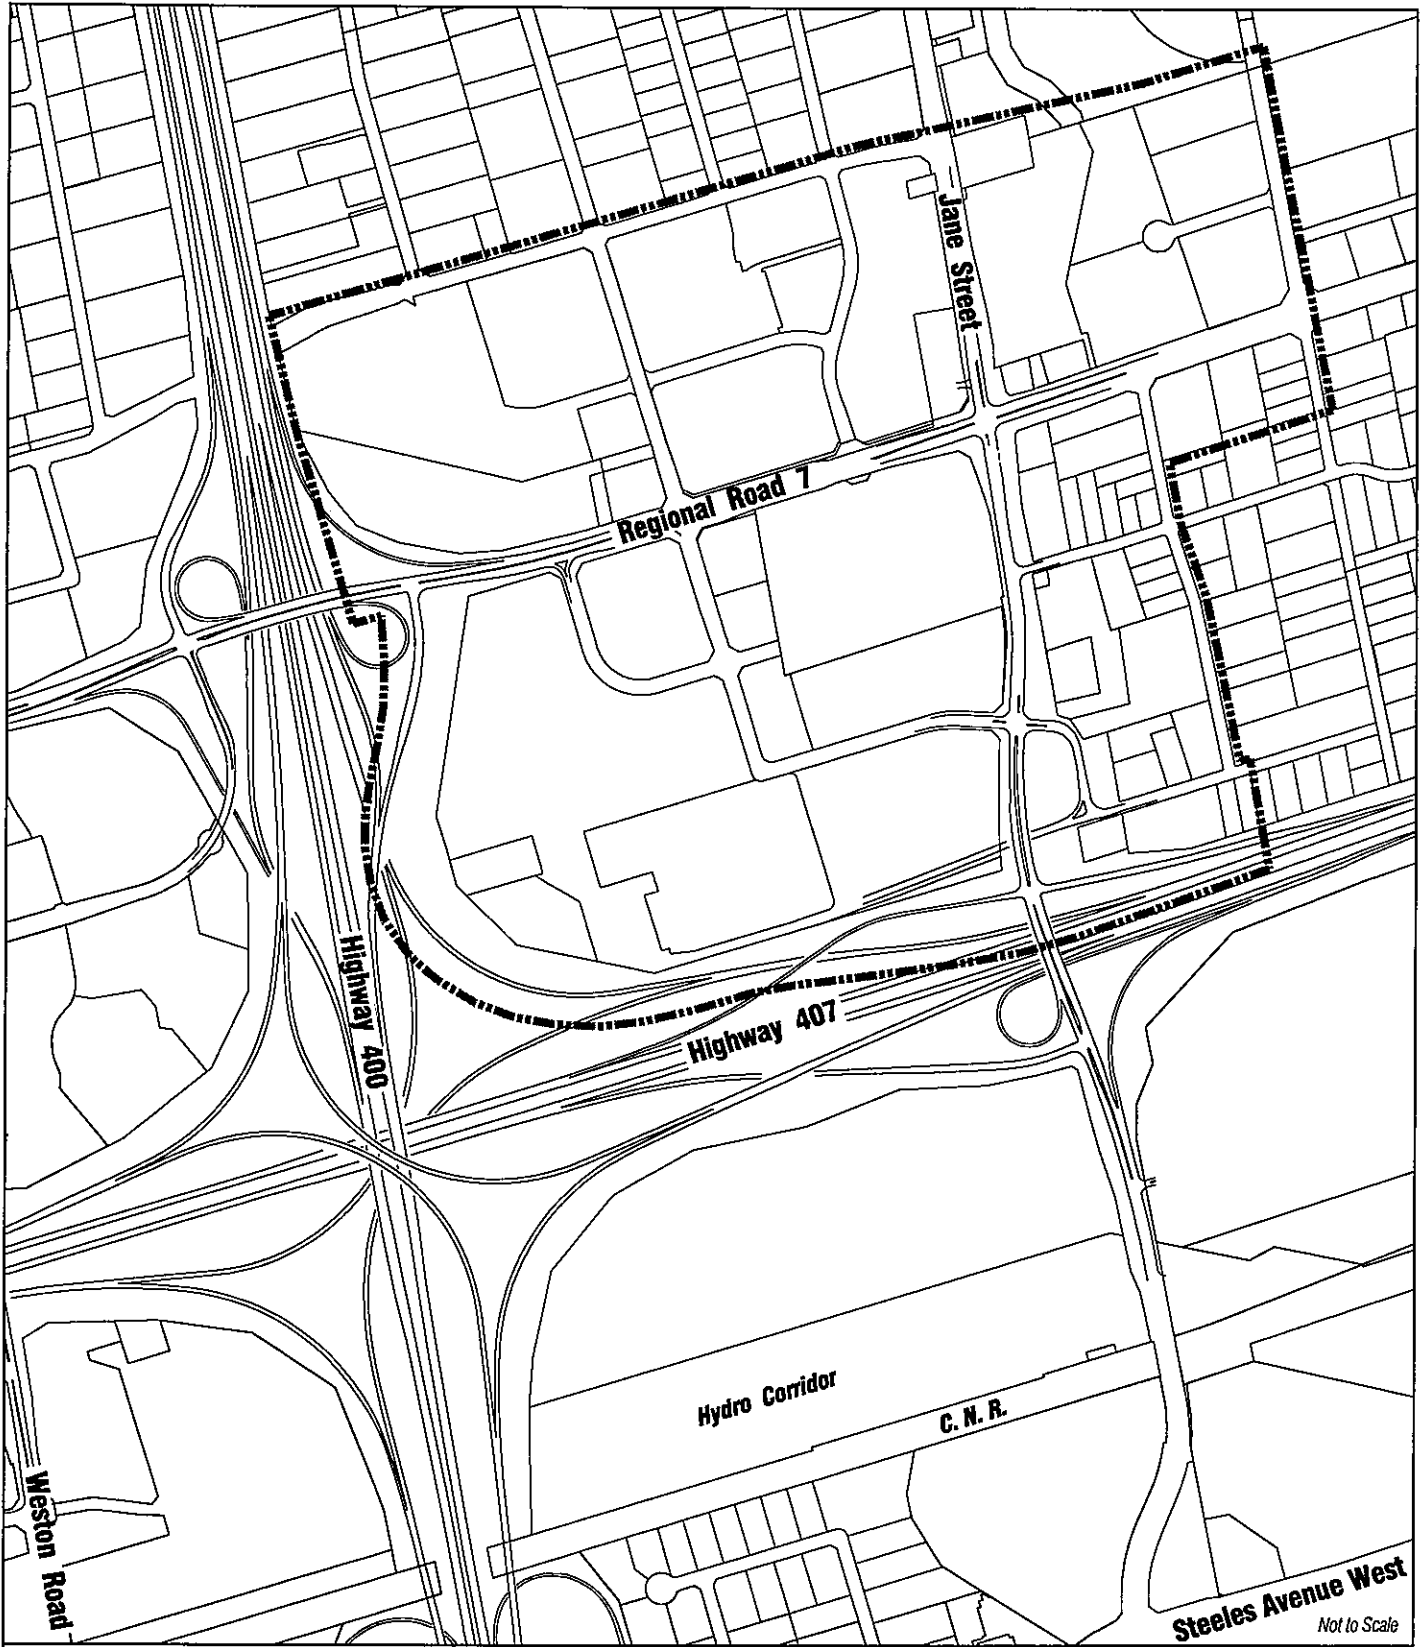 Jane Street
Regional Road 7
Highway 400
Highway 407
Hydro Corridor
C. N. R.
Weston Road
Steeles Avenue West
Not to Scale